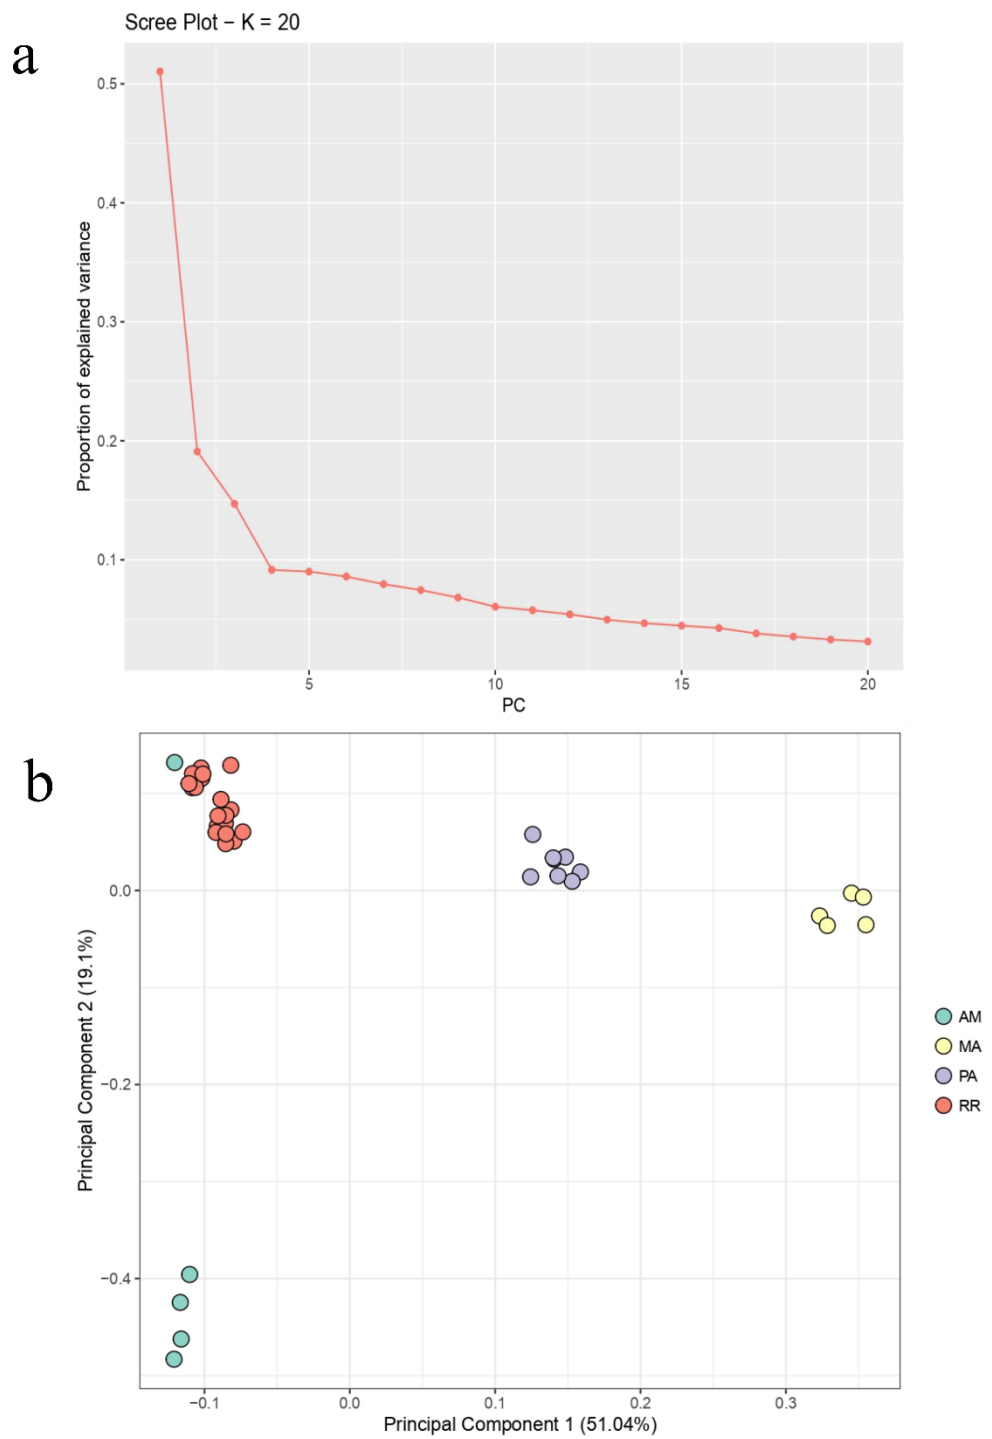 Scree Plot − K = 20
a
0.5
0.4
0.3
0.2
0.1
Proportion of explained variance
5
10
15
20
PC
b
0.0
−0.2
−0.4
Principal Component 2 (19.1%)
AM
MA
PA
RR
−0.1
0.0
0.1
0.2
0.3
Principal Component 1 (51.04%)